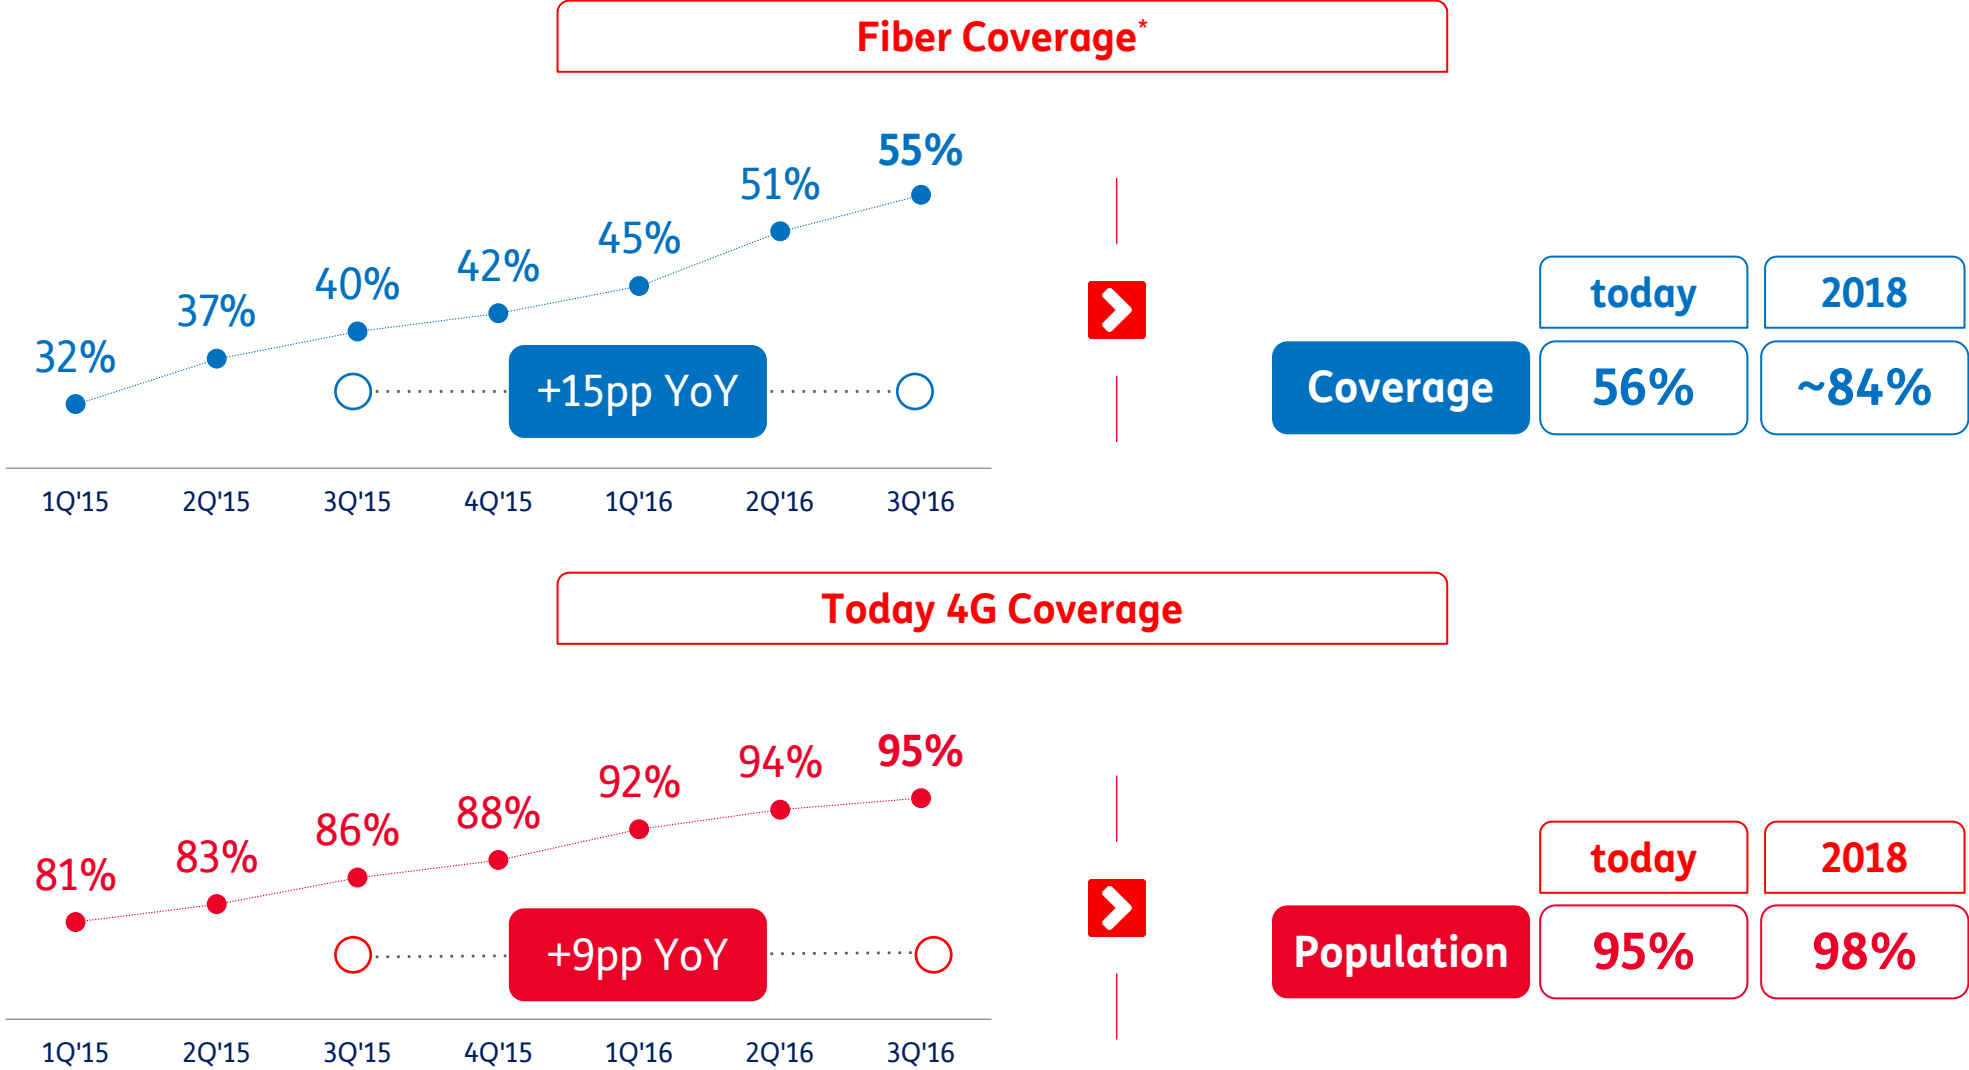 Fiber Coverage*
32%
37%
40%
42%
45%
51%
55%
+15pp YoY
1Q'15 2Q'15 3Q'15 4Q'15 1Q'16 2Q'16 3Q'16
today 2018
Coverage 56% ~84%
Today 4G Coverage
81%
83%
86%
88%
92%
94%
95%
+9pp YoY
1Q'15 2Q'15 3Q'15 4Q'15 1Q'16 2Q'16 3Q'16
today 2018
Population 95% 98%